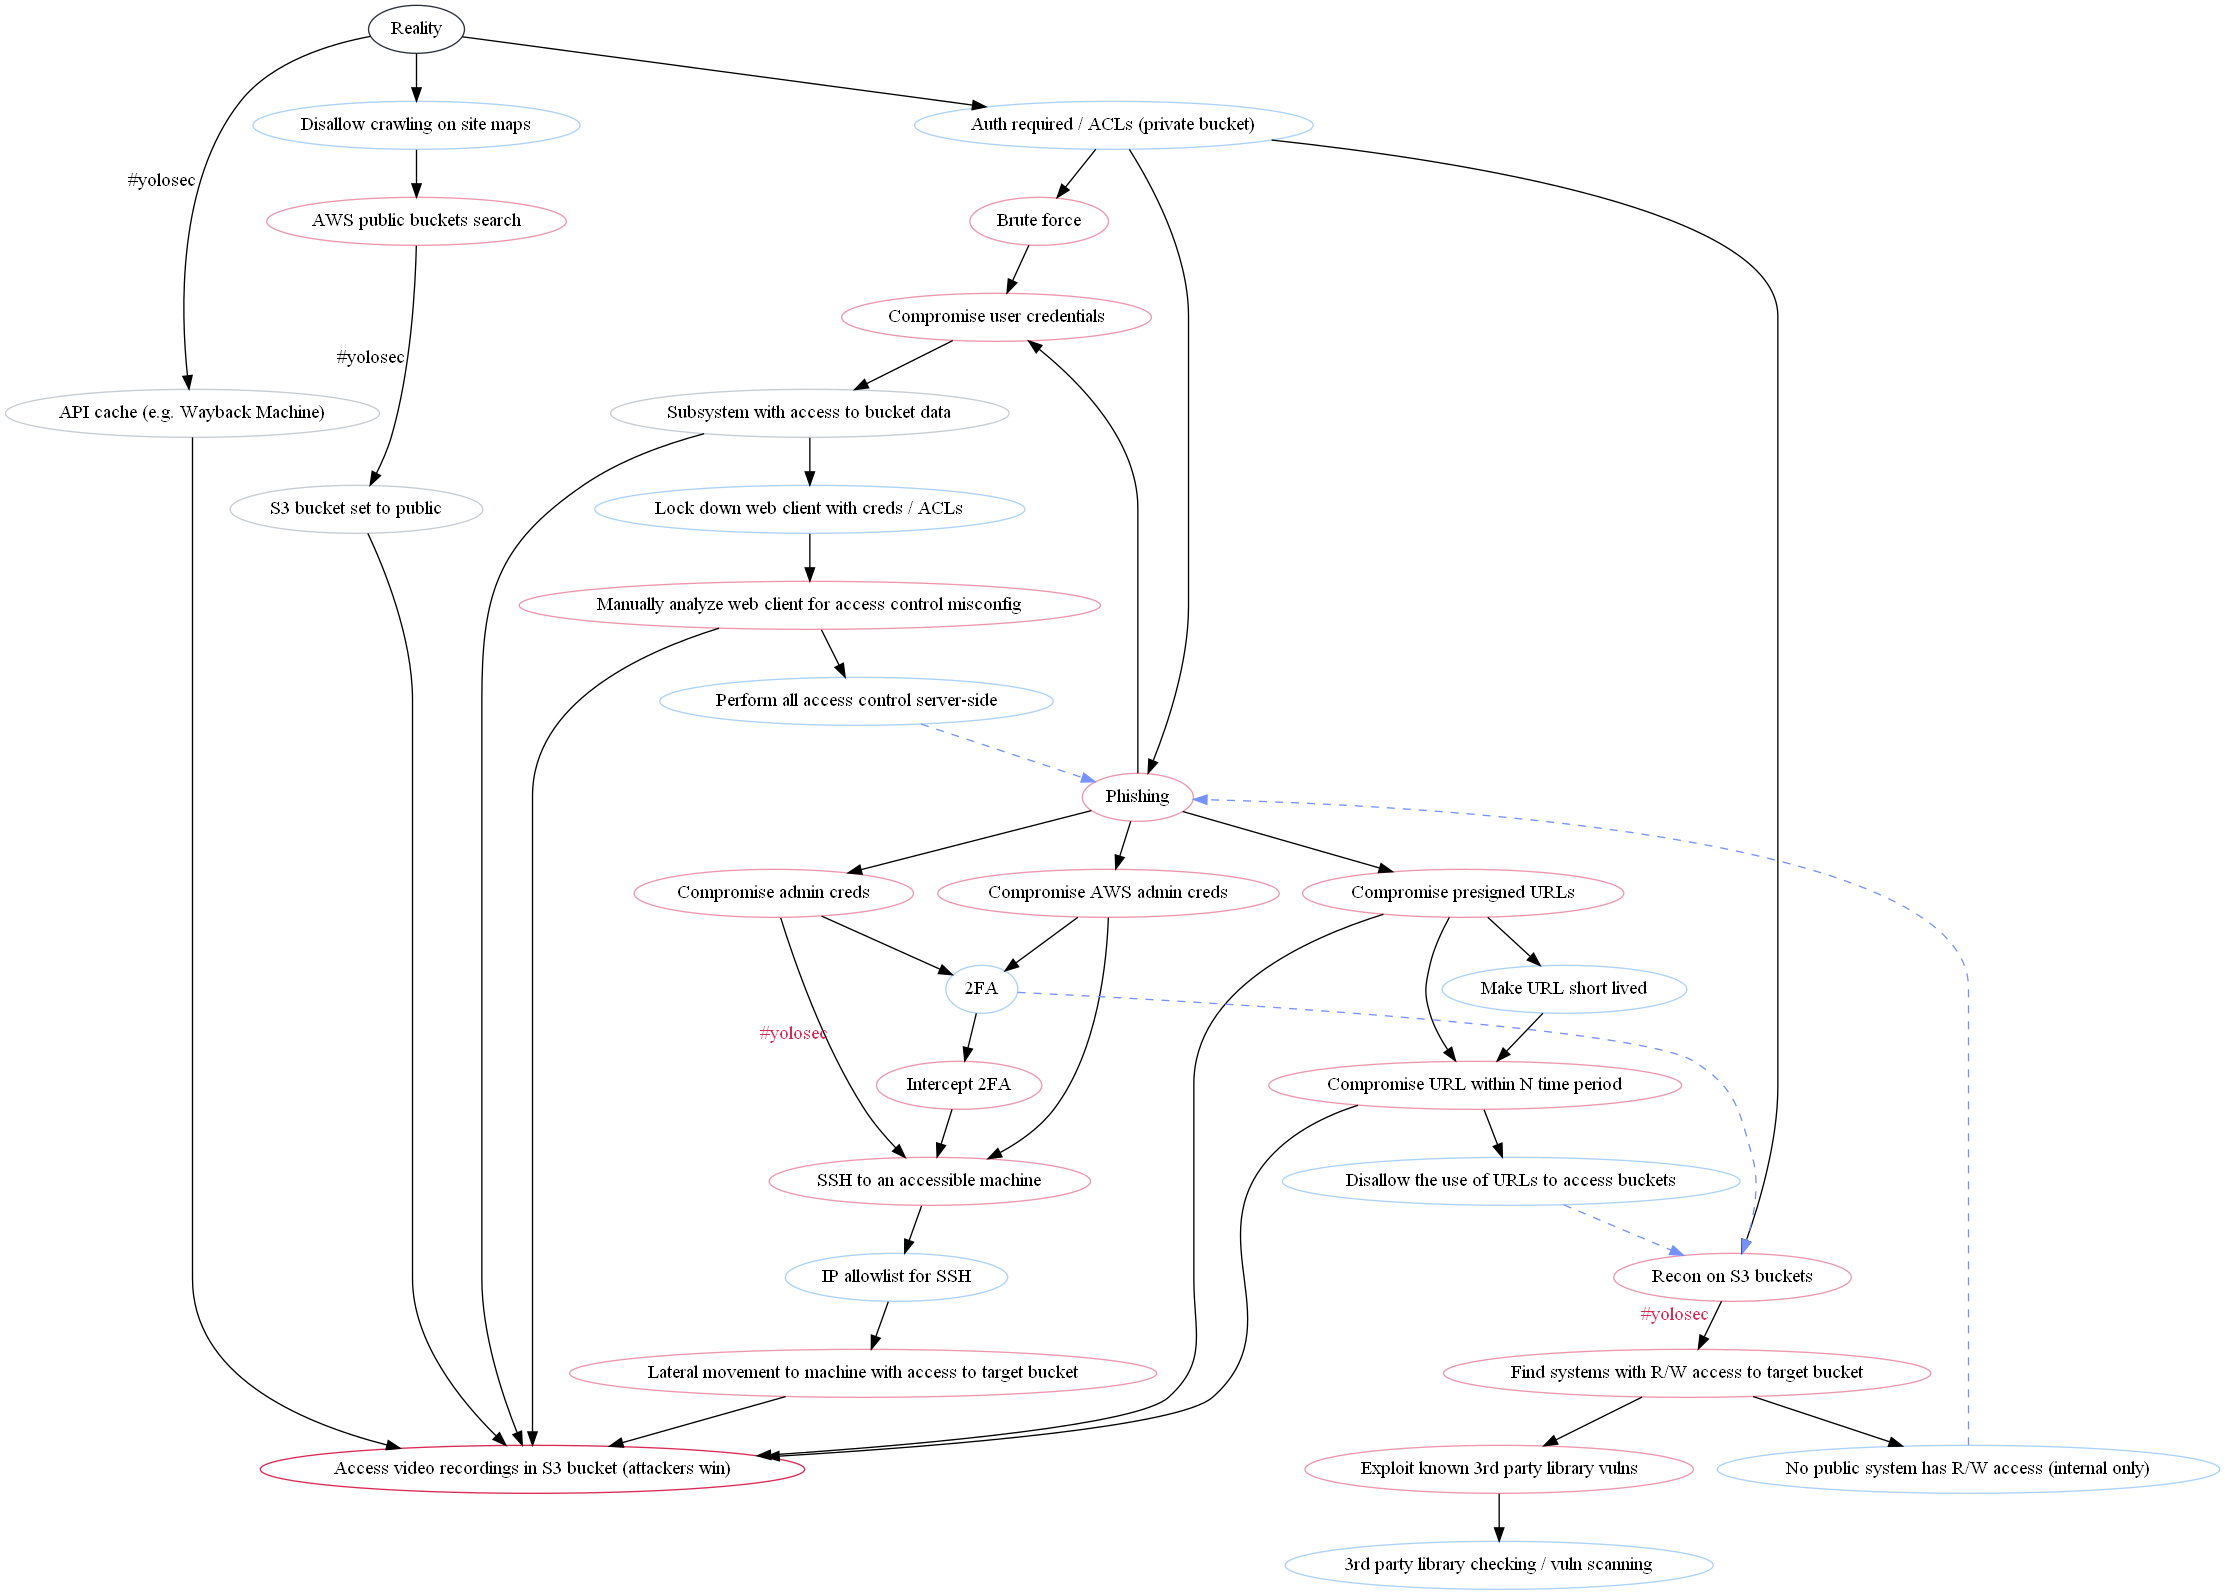 Reality
Disallow crawling on site maps
Auth required / ACLs (private bucket)
#yolosec
AWS public buckets search
Brute force
Compromise user credentials
#yolosec
API cache (e.g. Wayback Machine)
Subsystem with access to bucket data
S3 bucket set to public
Lock down web client with creds / ACLs
Manually analyze web client for access control misconfig
Perform all access control server-side
Phishing
Compromise admin creds
Compromise AWS admin creds
Compromise presigned URLs
2FA
Make URL short lived
#yolosec
Intercept 2FA
Compromise URL within N time period
SSH to an accessible machine
Disallow the use of URLs to access buckets
IP allowlist for SSH
Recon on S3 buckets
#yolosec
Lateral movement to machine with access to target bucket
Find systems with R/W access to target bucket
Access video recordings in S3 bucket (attackers win)
Exploit known 3rd party library vulns
No public system has R/W access (internal only)
3rd party library checking / vuln scanning